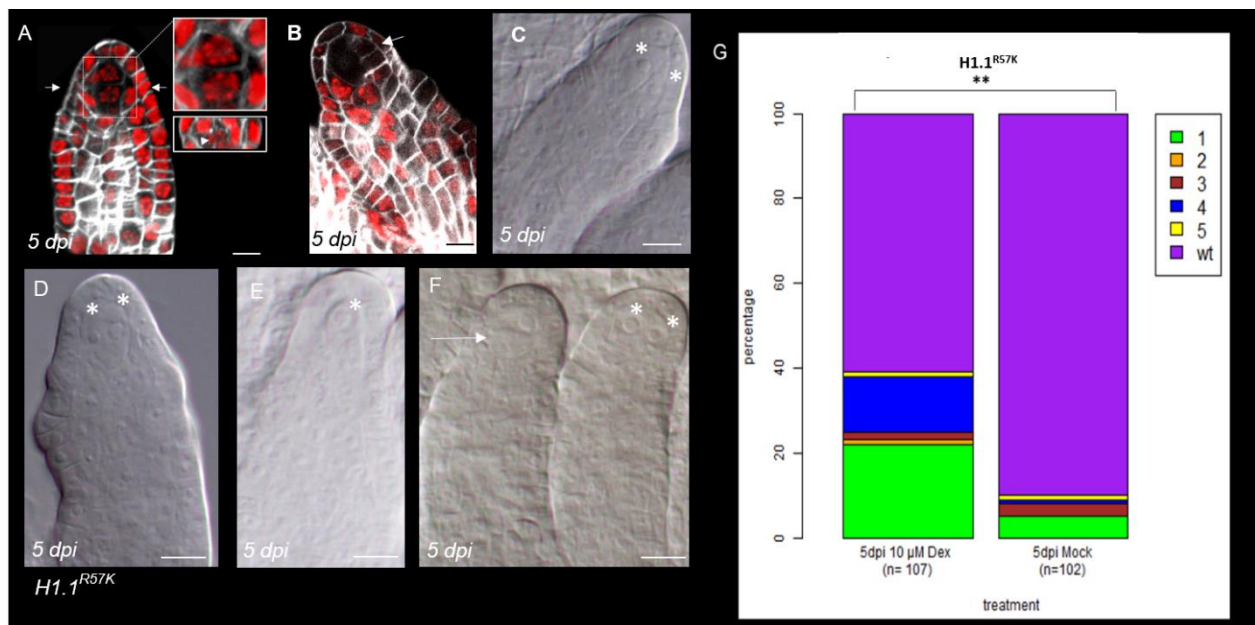 A
5 dpi
B
5 dpi
C
*
*
5 dpi
D
*
*
5 dpi
E
*
5 dpi
F
*
*
5 dpi
H1.1R57K
G
H1.1R57K
**
percentage
100
80
60
40
20
0
5dpi 10 µM Dex
(n= 107)
5dpi Mock
(n=102)
treatment
1
2
3
4
5
wt